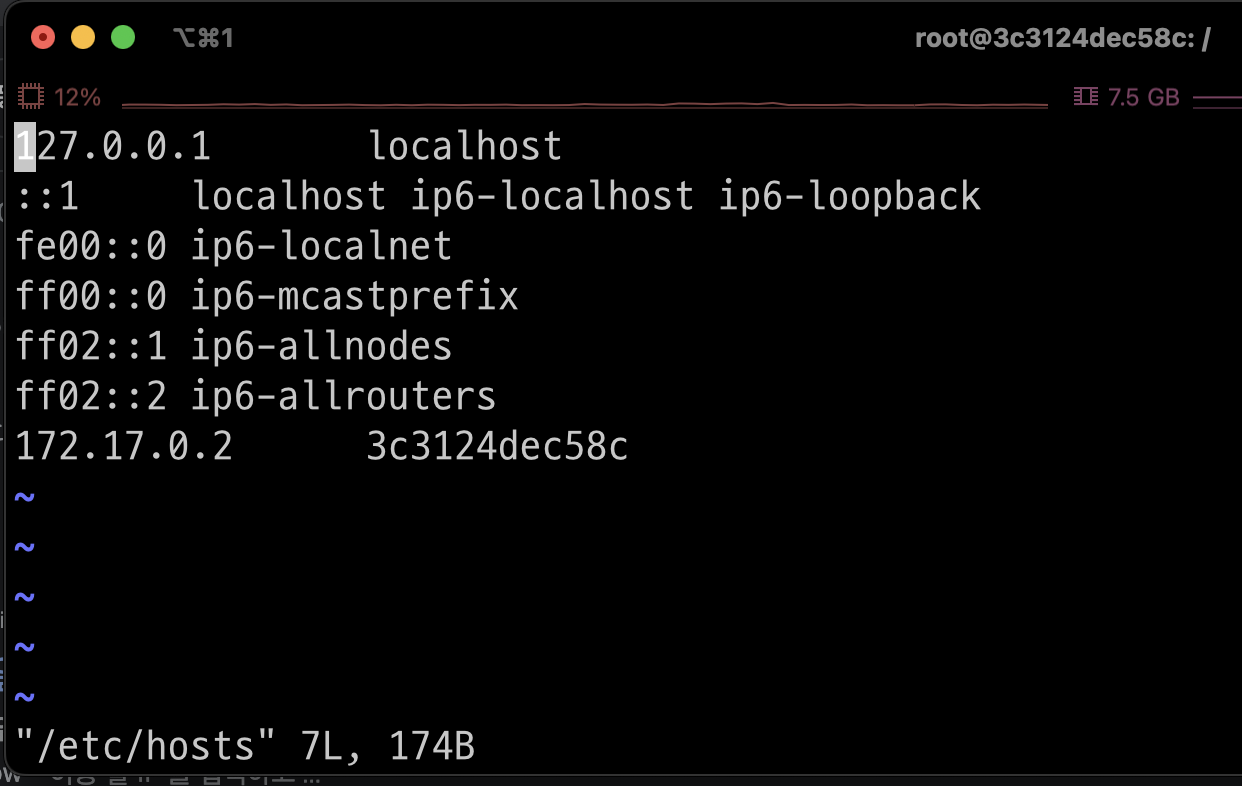 ⌥⌘1 root@3c3124dec58c: /
12% 7.5 GB
127.0.0.1 localhost
::1 localhost ip6-localhost ip6-loopback
fe00::0 ip6-localnet
ff00::0 ip6-mcastprefix
ff02::1 ip6-allnodes
ff02::2 ip6-allrouters
172.17.0.2 3c3124dec58c
~
~
~
~
~
"/etc/hosts" 7L, 174B